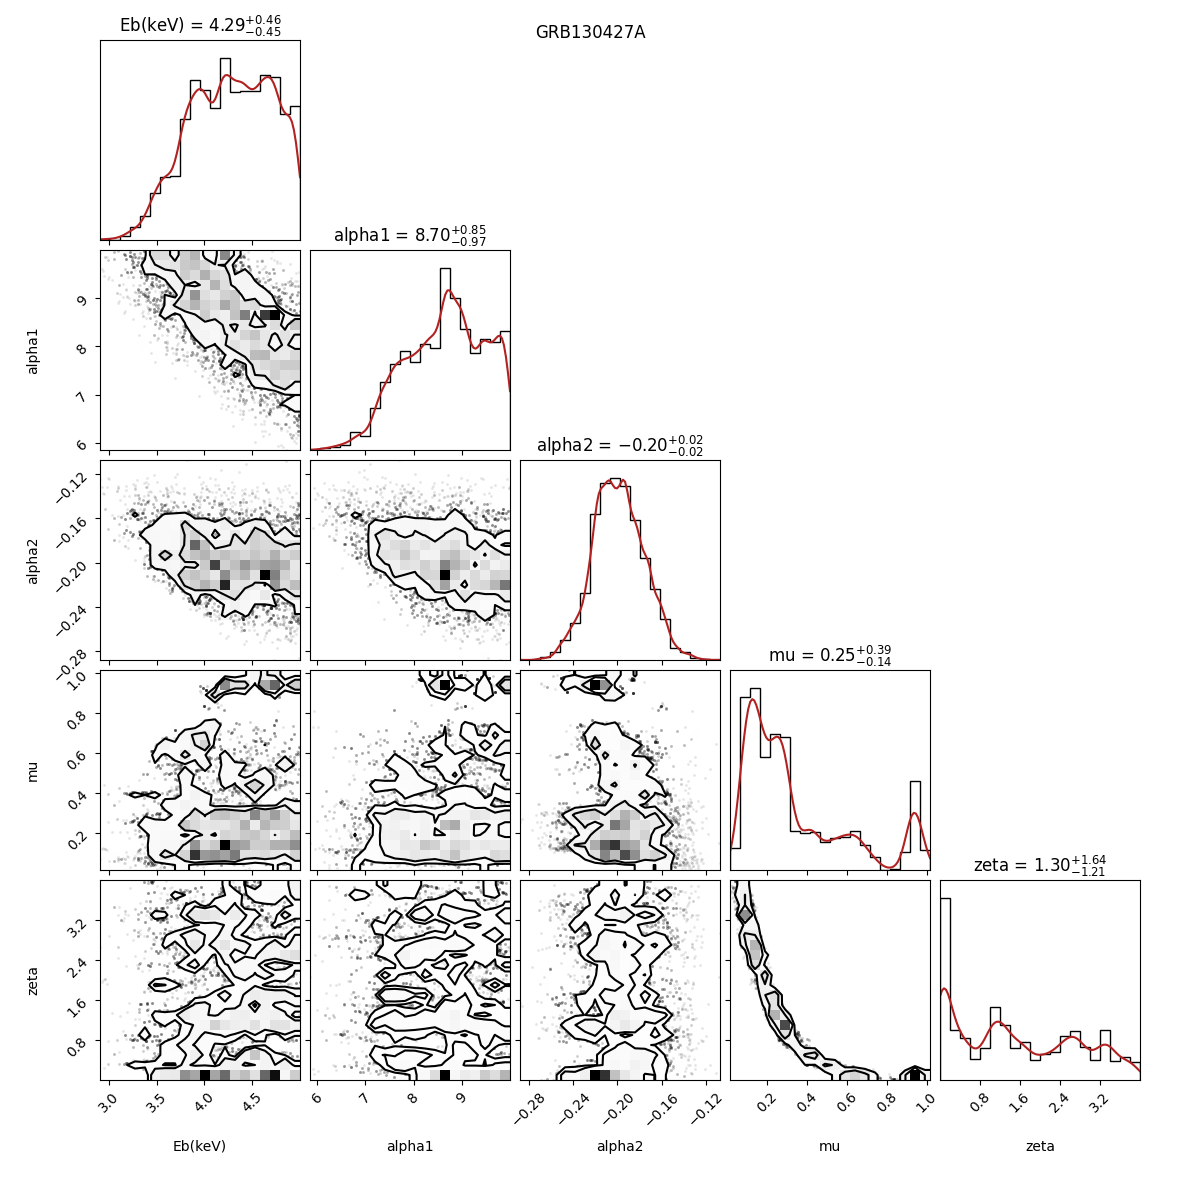 GRB130427A
Eb(keV) = 4.29 +0.46 −0.45
alpha1 = 8.70 +0.85 −0.97
alpha1
9
8
7
6
alpha2 = −0.20 +0.02 −0.02
alpha2
−0.12
−0.16
−0.20
−0.24
−0.28
mu = 0.25 +0.39 −0.14
mu
1.0
0.8
0.6
0.4
0.2
zeta = 1.30 +1.64 −1.21
zeta
3.2
2.4
1.6
0.8
3.0 3.5 4.0 4.5
6 7 8 9
−0.28 −0.24 −0.20 −0.16 −0.12
0.2 0.4 0.6 0.8 1.0
0.8 1.6 2.4 3.2
Eb(keV) alpha1 alpha2 mu zeta